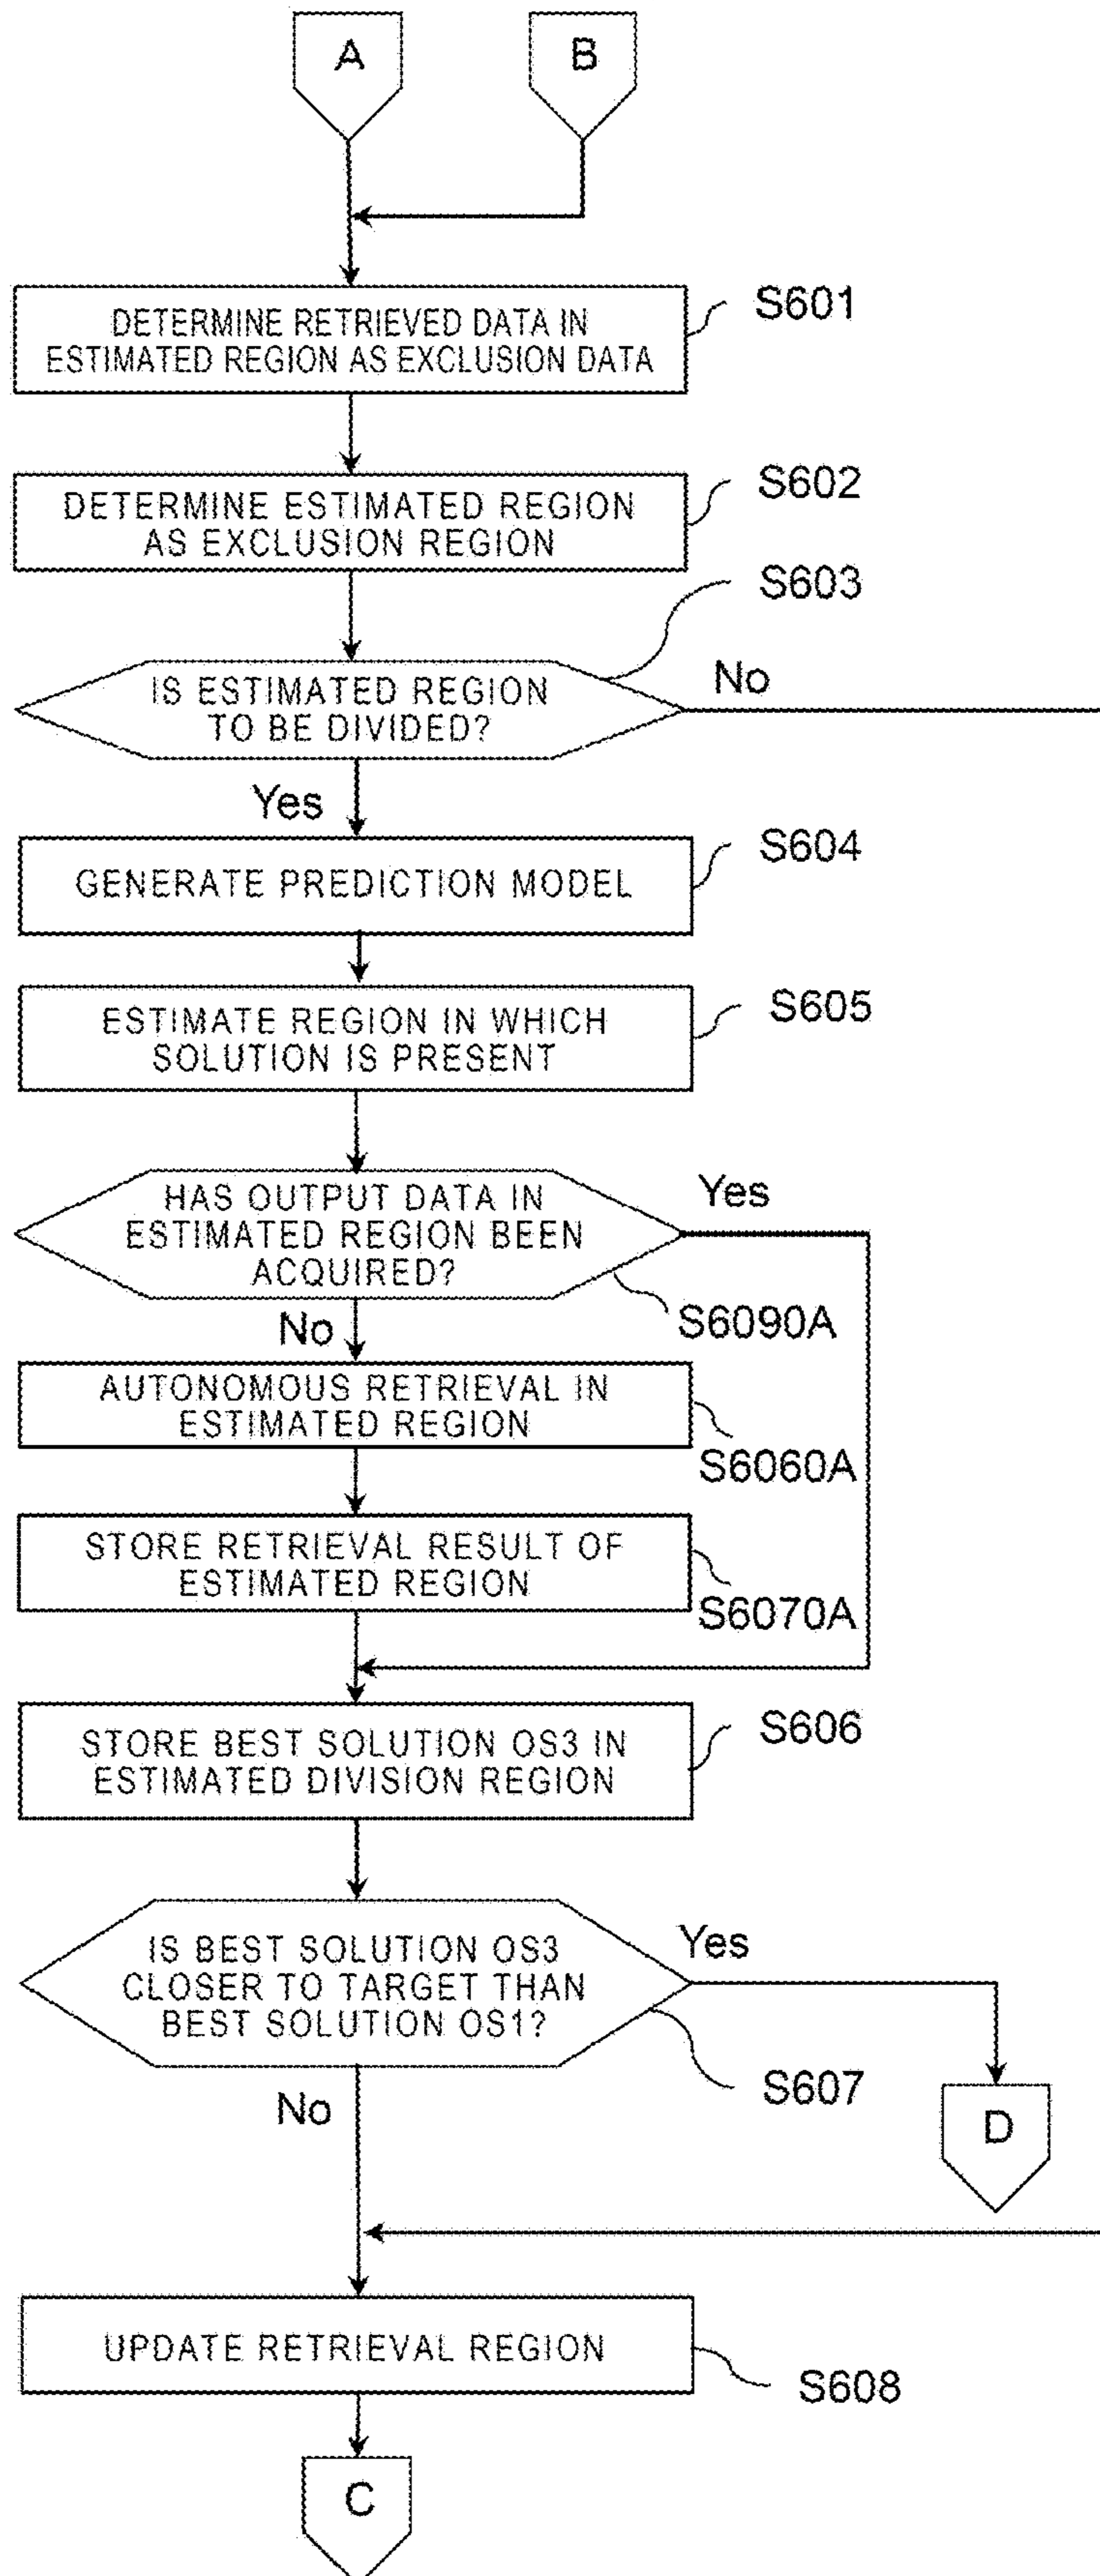 A
B
S601
DETERMINE RETRIEVED DATA IN
ESTIMATED REGION AS EXCLUSION DATA
S602
DETERMINE ESTIMATED REGION
AS EXCLUSION REGION
S603
IS ESTIMATED REGION
TO BE DIVIDED?
No
Yes
S604
GENERATE PREDICTION MODEL
S605
ESTIMATE REGION IN WHICH
SOLUTION IS PRESENT
HAS OUTPUT DATA IN
ESTIMATED REGION BEEN
ACQUIRED?
Yes
S6090A
No
AUTONOMOUS RETRIEVAL IN
ESTIMATED REGION
S6060A
STORE RETRIEVAL RESULT OF
ESTIMATED REGION
S6070A
S606
STORE BEST SOLUTION OS3 IN
ESTIMATED DIVISION REGION
IS BEST SOLUTION OS3
CLOSER TO TARGET THAN
BEST SOLUTION OS1?
Yes
S607
No
D
UPDATE RETRIEVAL REGION
S608
C